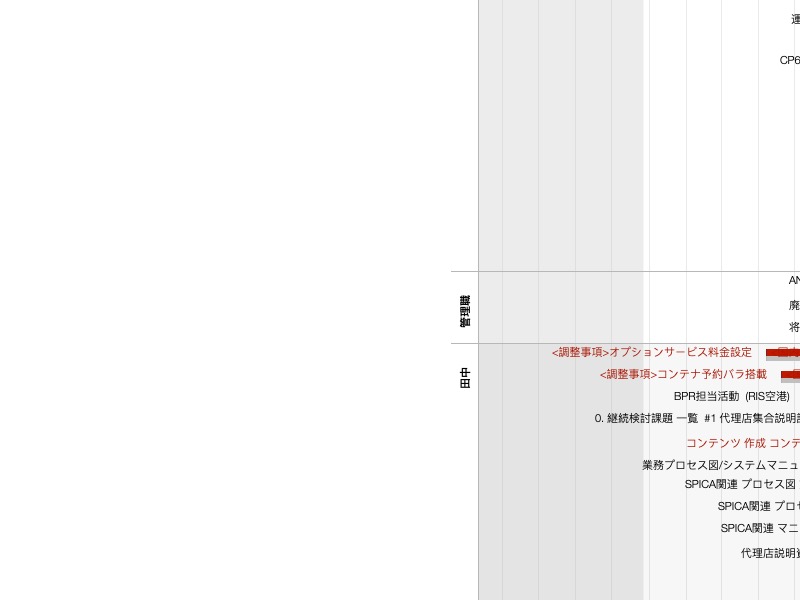 運
CP6
管理職
AN
廃
将
田中
<調整事項>オプションサービス料金設定
<調整事項>コンテナ予約バラ搭載
BPR担当活動 (RIS空港)
0. 継続検討課題 一覧 #1 代理店集合説明
コンテンツ 作成 コンテ
業務プロセス図/システムマニュ
SPICA関連 プロセス図
SPICA関連 プロセ
SPICA関連 マニ
代理店説明資